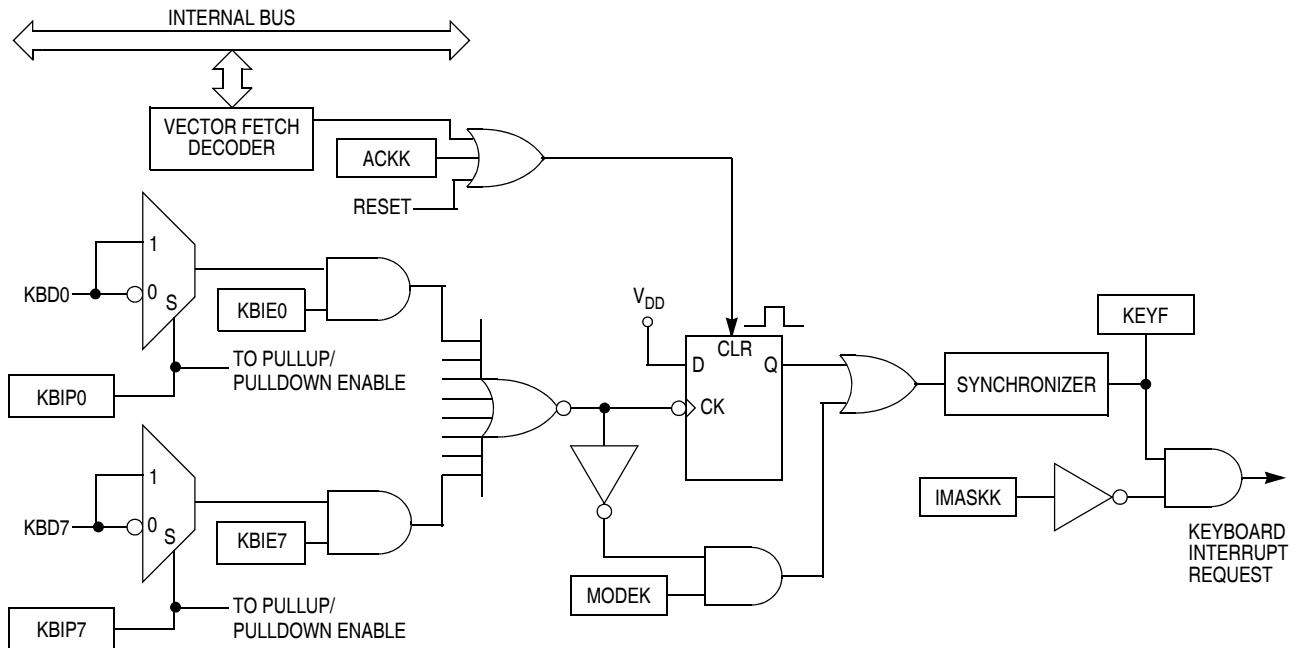 INTERNAL BUS
VECTOR FETCH
DECODER
ACKK
RESET
1
KBD0
0
S
KBIE0
TO PULLUP/
PULLDOWN ENABLE
KBIP0
1
KBD7
0
S
KBIE7
TO PULLUP/
PULLDOWN ENABLE
KBIP7
VDD
CLR
D
Q
CK
MODEK
SYNCHRONIZER
KEYF
IMASKK
KEYBOARD
INTERRUPT
REQUEST